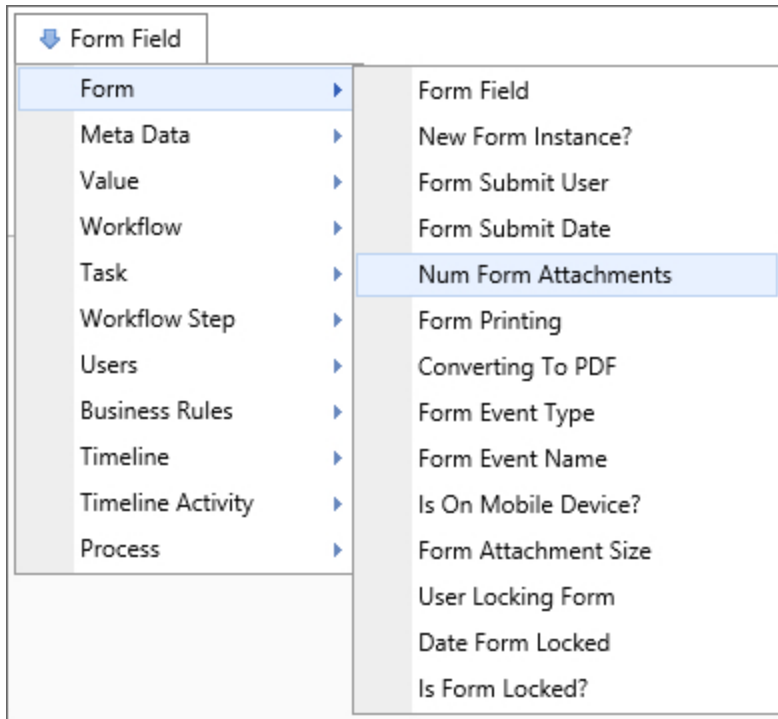 Form Field
Form
Meta Data
Value
Workflow
Task
Workflow Step
Users
Business Rules
Timeline
Timeline Activity
Process
Form Field
New Form Instance?
Form Submit User
Form Submit Date
Num Form Attachments
Form Printing
Converting To PDF
Form Event Type
Form Event Name
Is On Mobile Device?
Form Attachment Size
User Locking Form
Date Form Locked
Is Form Locked?